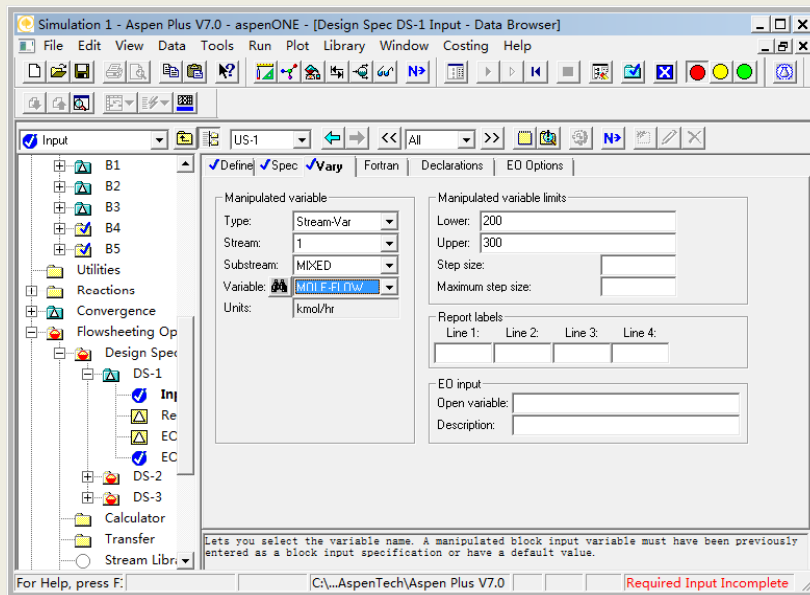 Simulation 1 - Aspen Plus V7.0 - aspenONE - [Design Spec DS-1 Input - Data Browser]
File Edit View Data Tools Run Plot Library Window Costing Help
Input
US-1
All
N>
B1
B2
B3
B4
B5
Utilities
Reactions
Convergence
Flowsheeting Op
Design Spec
DS-1
Inp
Re
EO
EO
DS-2
DS-3
Calculator
Transfer
Stream Libr
Define Spec Vary Fortran Declarations EO Options
Manipulated variable
Type: Stream-Var
Stream: 1
Substream: MIXED
Variable: MOLE-FLOW
Units: kmol/hr
Manipulated variable limits
Lower: 200
Upper: 300
Step size:
Maximum step size:
Report labels
Line 1: Line 2: Line 3: Line 4:
EO input
Open variable:
Description:
Lets you select the variable name. A manipulated block input variable must have been previously
entered as a block input specification or have a default value.
For Help, press F:
C:\...AspenTech\Aspen Plus V7.0
Required Input Incomplete